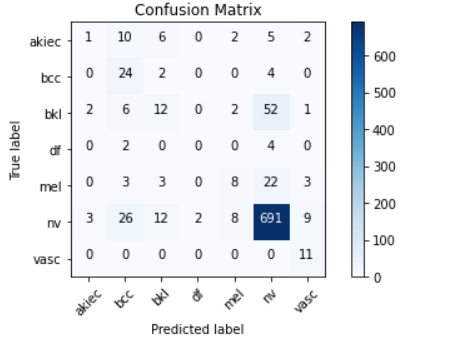 Confusion Matrix
True label
akiec 1 10 6 0 2 5 2
bcc 0 24 2 0 0 4 0
bkl 2 6 12 0 2 52 1
df 0 2 0 0 0 4 0
mel 0 3 3 0 8 22 3
nv 3 26 12 2 8 691 9
vasc 0 0 0 0 0 0 11
akiec bcc bkl df mel nv vasc
Predicted label
600
500
400
300
200
100
0